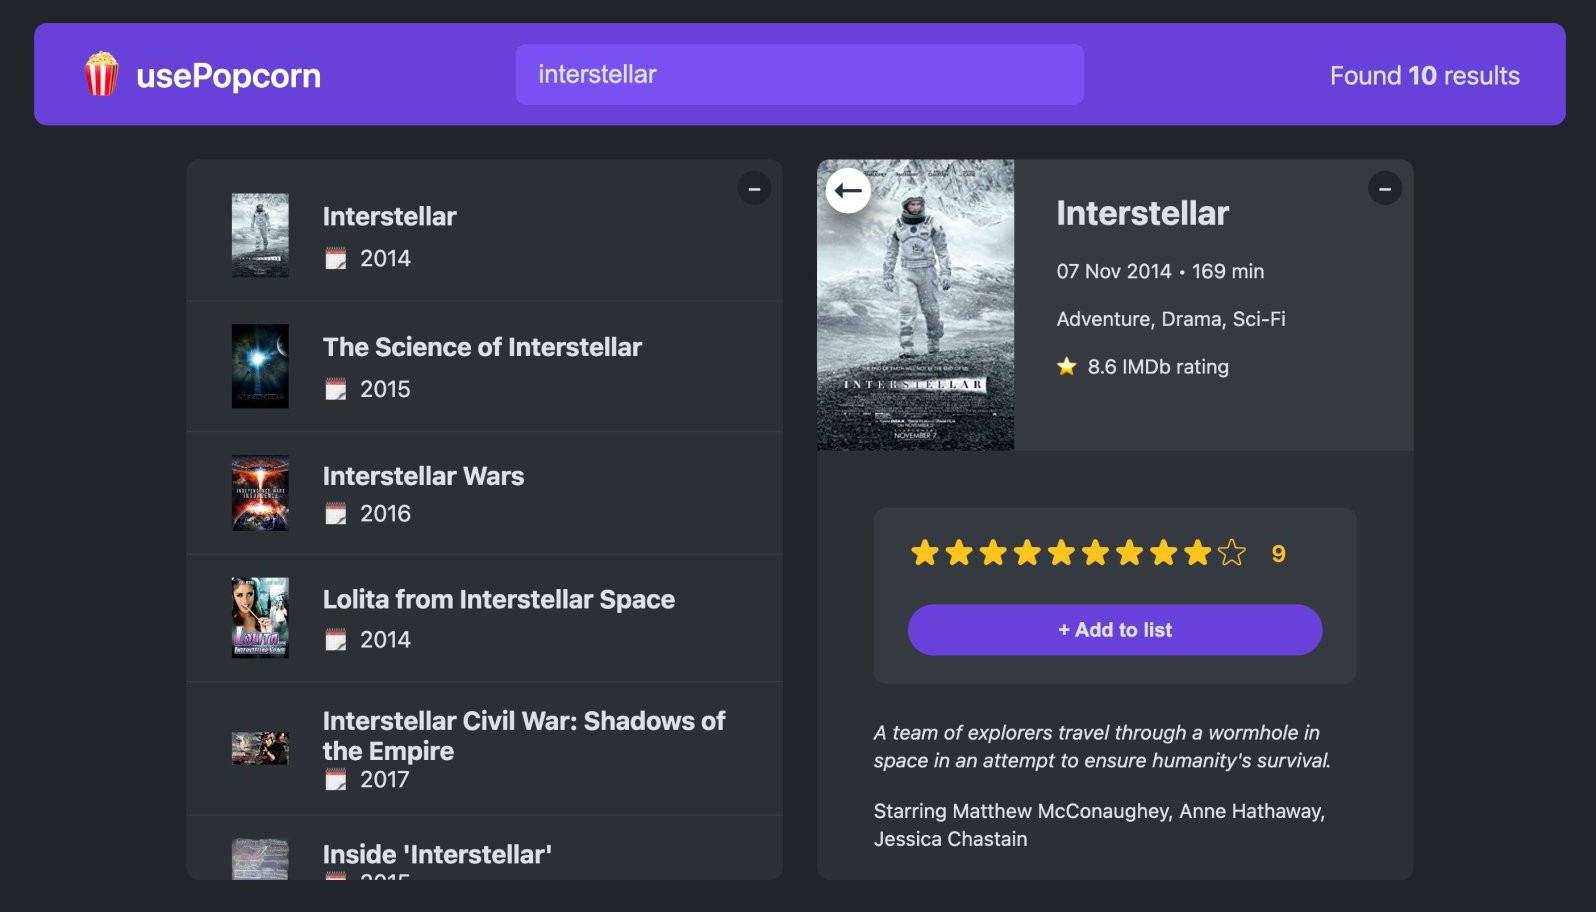 usePopcorn
interstellar
Found 10 results
Interstellar
2014
The Science of Interstellar
2015
Interstellar Wars
2016
Lolita from Interstellar Space
2014
Interstellar Civil War: Shadows of
the Empire
2017
Inside 'Interstellar'
2015
INTERSTELLAR
NOVEMBER 7
Interstellar
07 Nov 2014 • 169 min
Adventure, Drama, Sci-Fi
8.6 IMDb rating
9
+ Add to list
A team of explorers travel through a wormhole in
space in an attempt to ensure humanity's survival.
Starring Matthew McConaughey, Anne Hathaway,
Jessica Chastain